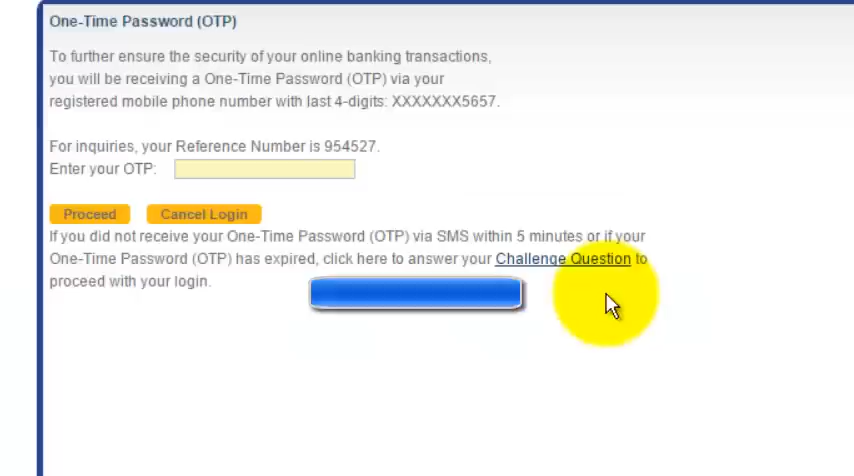 One-Time Password (OTP)
To further ensure the security of your online banking transactions,
you will be receiving a One-Time Password (OTP) via your
registered mobile phone number with last 4-digits: XXXXXXX5657.
For inquiries, your Reference Number is 954527.
Enter your OTP:
Proceed Cancel Login
If you did not receive your One-Time Password (OTP) via SMS within 5 minutes or if your
One-Time Password (OTP) has expired, click here to answer your Challenge Question to
proceed with your login.